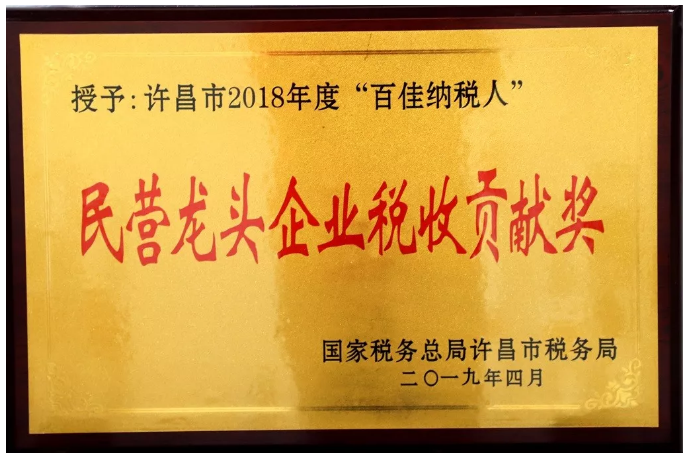 授予:许昌市2018年度“百佳纳税人”
民营龙头企业税收贡献奖
国家税务总局许昌市税务局
二〇一九年四月